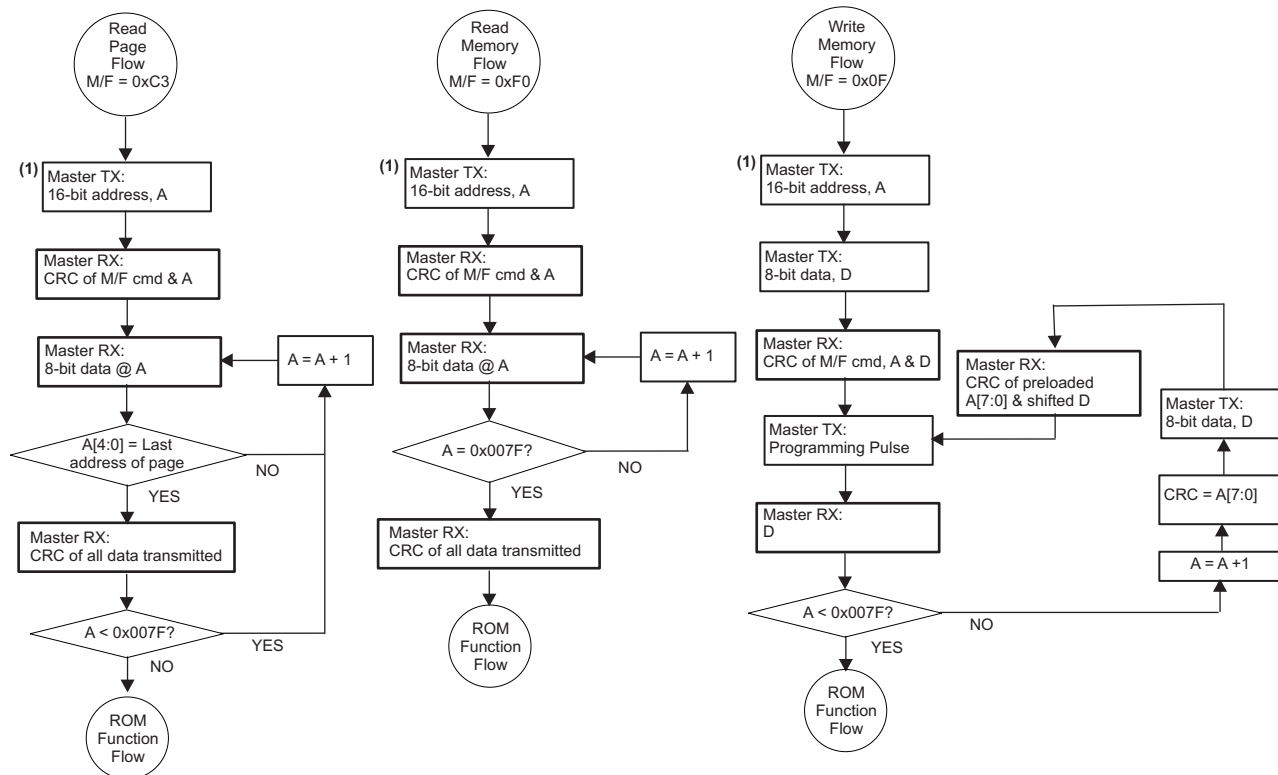 Read
Page
Flow
M/F = 0xC3
(1)
Master TX:
16-bit address, A
Master RX:
CRC of M/F cmd & A
Master RX:
8-bit data @ A
A = A + 1
A[4:0] = Last
address of page
NO
YES
Master RX:
CRC of all data transmitted
A < 0x007F?
YES
NO
ROM
Function
Flow
Read
Memory
Flow
M/F = 0xF0
(1)
Master TX:
16-bit address, A
Master RX:
CRC of M/F cmd & A
Master RX:
8-bit data @ A
A = A + 1
A = 0x007F?
NO
YES
Master RX:
CRC of all data transmitted
ROM
Function
Flow
Write
Memory
Flow
M/F = 0x0F
(1)
Master TX:
16-bit address, A
Master TX:
8-bit data, D
Master RX:
CRC of M/F cmd, A & D
Master TX:
Programming Pulse
Master RX:
D
A < 0x007F?
NO
YES
ROM
Function
Flow
Master RX:
CRC of preloaded
A[7:0] & shifted D
Master TX:
8-bit data, D
CRC = A[7:0]
A = A +1